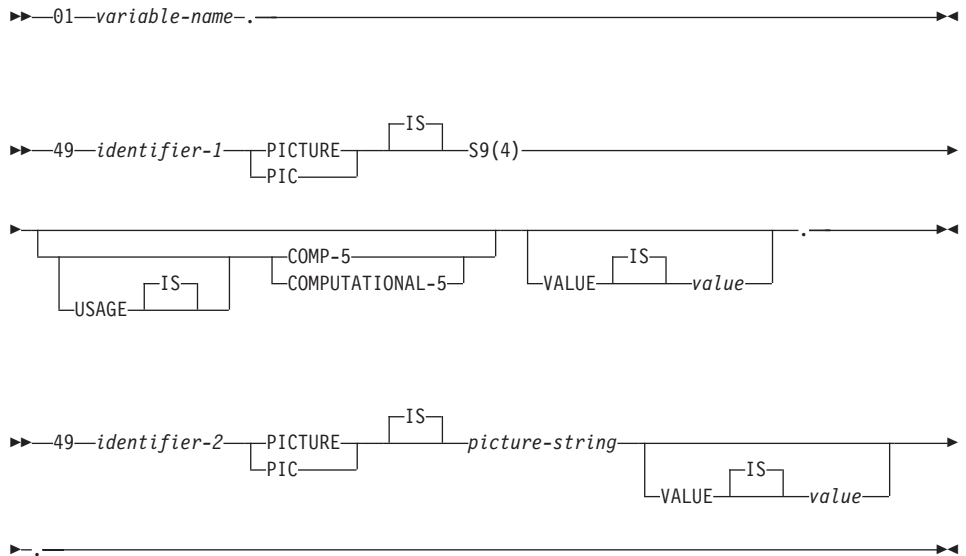 01 variable-name .
IS
49 identifier-1 PICTURE S9(4)
PIC
COMP-5 .
IS COMPUTATIONAL-5 VALUE IS value
USAGE
IS
49 identifier-2 PICTURE picture-string
PIC IS
VALUE value
.